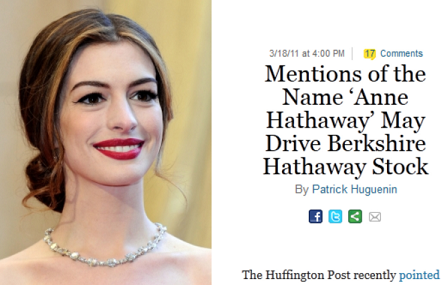 3/18/11 at 4:00 PM 17 Comments
Mentions of the
Name ‘Anne
Hathaway’ May
Drive Berkshire
Hathaway Stock
By Patrick Huguenin
The Huffington Post recently pointed